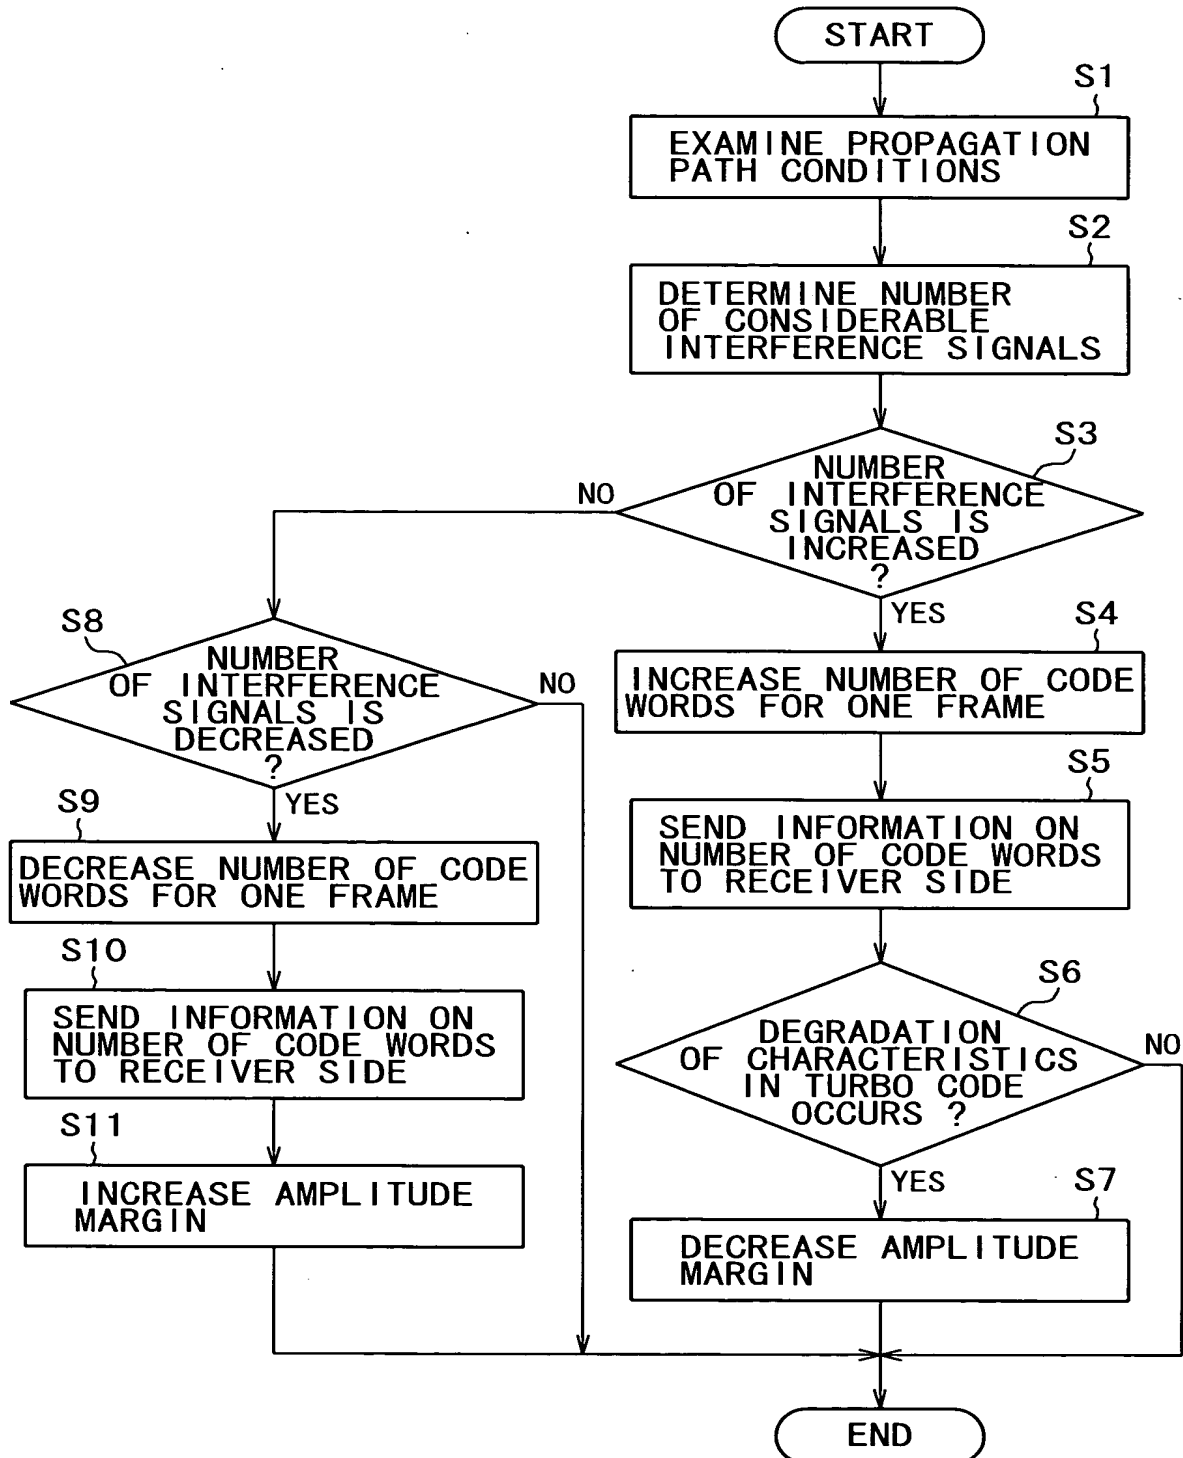 START
S1
EXAMINE PROPAGATION
PATH CONDITIONS
S2
DETERMINE NUMBER
OF CONSIDERABLE
INTERFERENCE SIGNALS
S3
NUMBER
OF INTERFERENCE
SIGNALS IS
INCREASED
?
NO
YES
S4
INCREASE NUMBER OF CODE
WORDS FOR ONE FRAME
S5
SEND INFORMATION ON
NUMBER OF CODE WORDS
TO RECEIVER SIDE
S6
DEGRADATION
OF CHARACTERISTICS
IN TURBO CODE
OCCURS ?
NO
YES
S7
DECREASE AMPLITUDE
MARGIN
S8
NUMBER
OF INTERFERENCE
SIGNALS IS
DECREASED
?
NO
YES
S9
DECREASE NUMBER OF CODE
WORDS FOR ONE FRAME
S10
SEND INFORMATION ON
NUMBER OF CODE WORDS
TO RECEIVER SIDE
S11
INCREASE AMPLITUDE
MARGIN
END